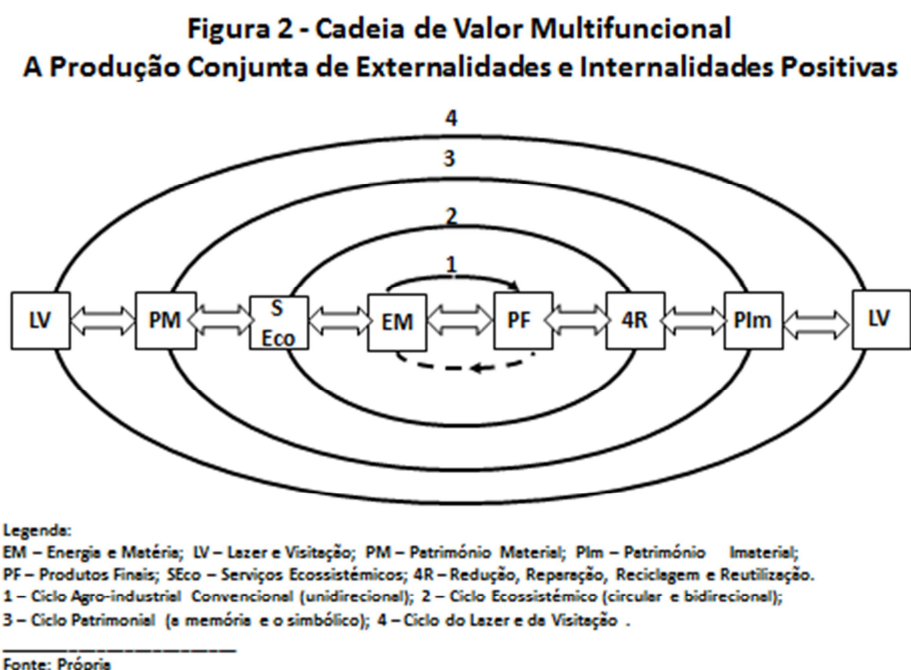 Figura 2 - Cadeia de Valor Multifuncional
A Produção Conjunta de Externalidades e Internalidades Positivas
4
3
2
1
LV PM S Eco EM PF 4R PIm LV
Legenda:
EM – Energia e Matéria; LV – Lazer e Visitação; PM – Património Material; PIm – Património Imaterial;
PF – Produtos Finais; SEco – Serviços Ecossistémicos; 4R – Redução, Reparação, Reciclagem e Reutilização.
1 – Ciclo Agro-industrial Convencional (unidirecional); 2 – Ciclo Ecossistémico (circular e bidirecional);
3 – Ciclo Patrimonial (a memória e o simbólico); 4 – Ciclo do Lazer e da Visitação .
Fonte: Própria